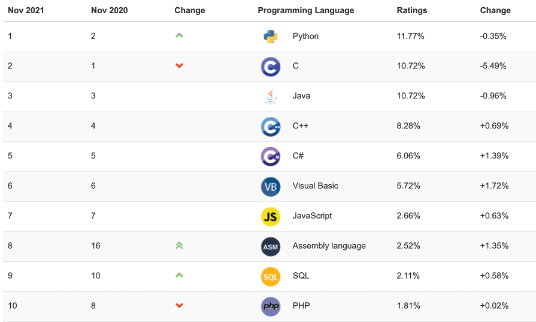 Nov 2021 Nov 2020 Change Programming Language Ratings Change
1 2 Python 11.77% -0.35%
2 1 C 10.72% -5.49%
3 3 Java 10.72% -0.96%
4 4 C++ 8.28% +0.69%
5 5 C# 6.06% +1.39%
6 6 VB Visual Basic 5.72% +1.72%
7 7 JS JavaScript 2.66% +0.63%
8 16 ASM Assembly language 2.52% +1.35%
9 10 SQL SQL 2.11% +0.58%
10 8 php PHP 1.81% +0.02%